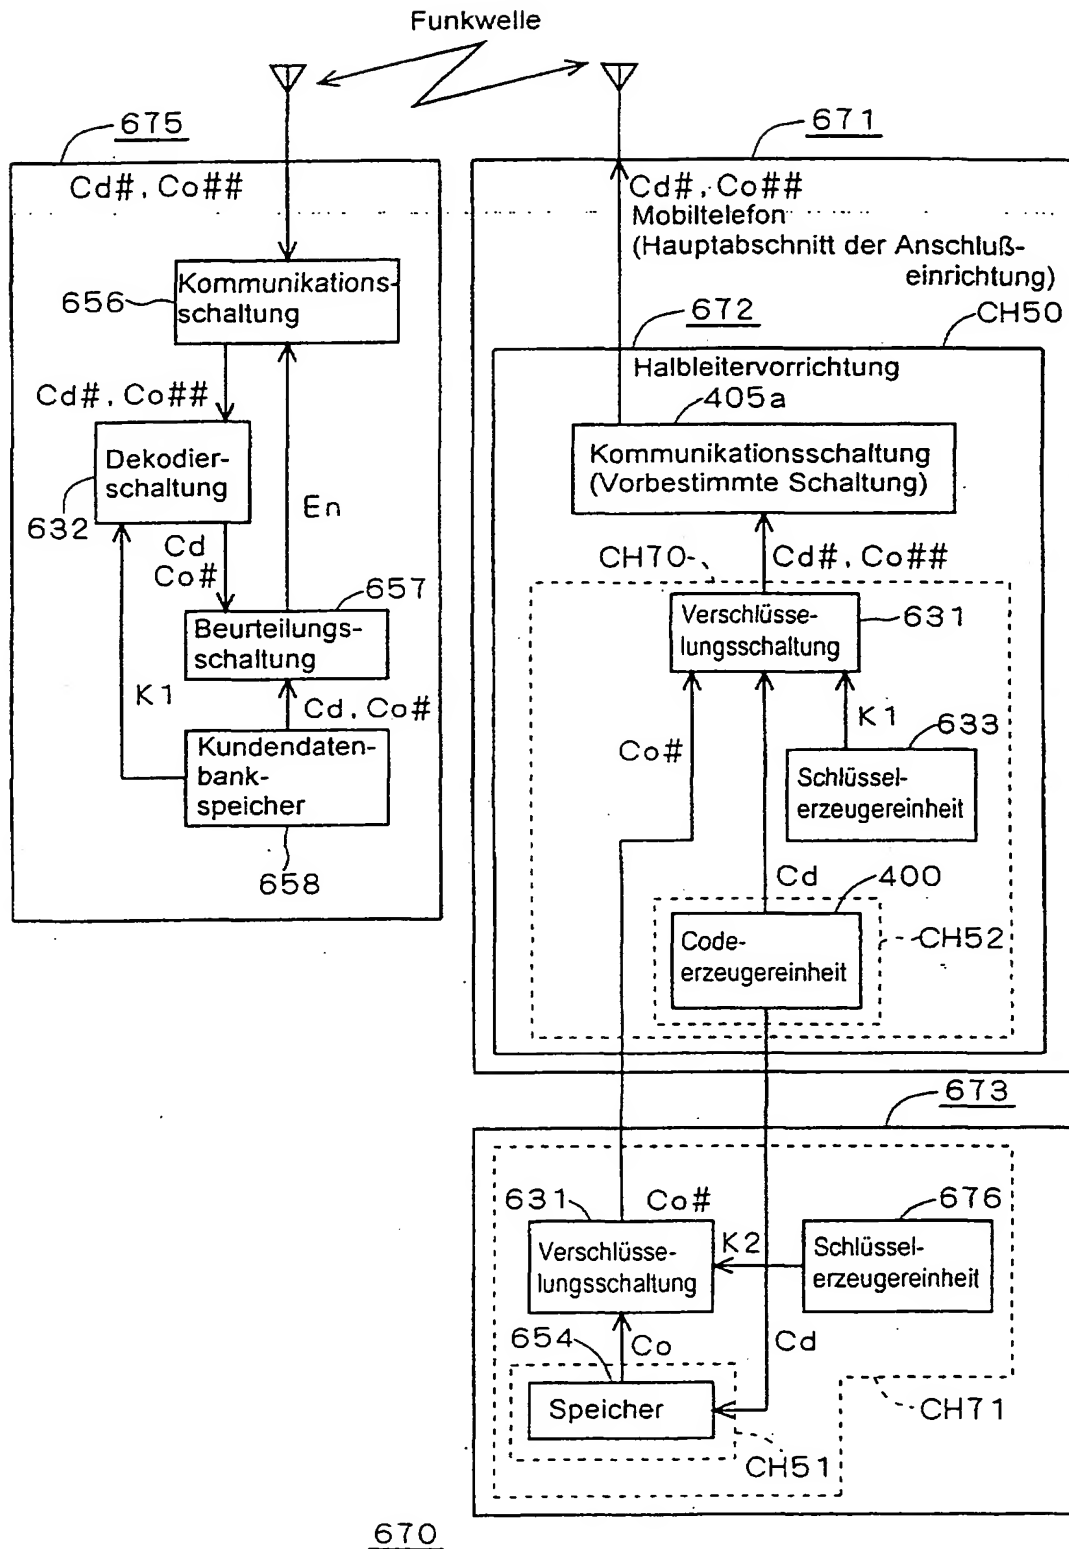 Funkwelle
675
671
Cd#, Co##
Cd#, Co##
Mobiltelefon
(Hauptabschnitt der Anschluß-
einrichtung)
Kommunikations-
schaltung
656
672
CH50
Halbleitervorrichtung
405a
Cd#, Co##
Kommunikationsschaltung
(Vorbestimmte Schaltung)
Dekodier-
schaltung
632
En
Cd
Co#
CH70
Cd#, Co##
657
Verschlüsse-
lungsschaltung
631
Beurteilungs-
schaltung
K1
Cd, Co#
K1
633
Co#
Kundendaten-
bank-
speicher
Schlüssel-
erzeugereinheit
658
Cd
400
Code-
erzeugereinheit
CH52
673
631
Co#
676
Verschlüsse-
lungsschaltung
K2
Schlüssel-
erzeugereinheit
654
Co
Cd
Speicher
CH71
CH51
670